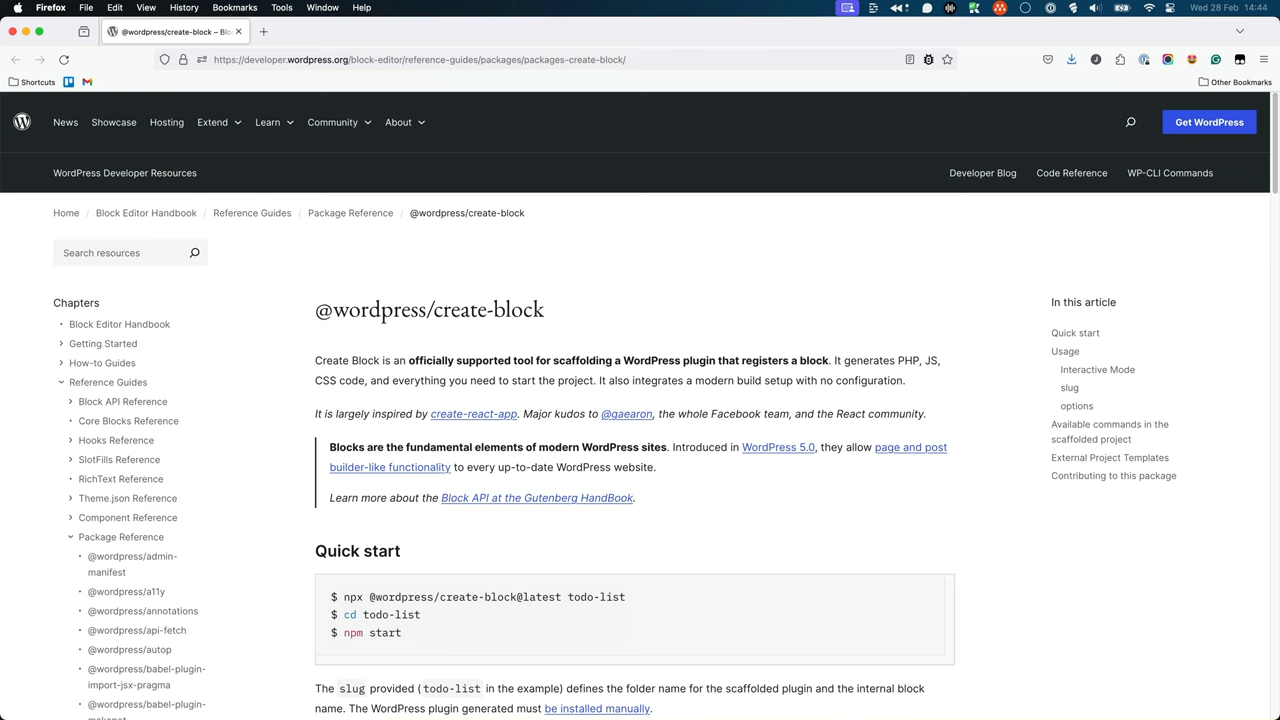 Firefox File Edit View History Bookmarks Tools Window Help
Wed 28 Feb 14:44
@wordpress/create-block – Blo
https://developer.wordpress.org/block-editor/reference-guides/packages/packages-create-block/
Shortcuts
Other Bookmarks
News Showcase Hosting Extend Learn Community About
Get WordPress
WordPress Developer Resources
Developer Blog Code Reference WP-CLI Commands
Home / Block Editor Handbook / Reference Guides / Package Reference / @wordpress/create-block
Search resources
Chapters
Block Editor Handbook
Getting Started
How-to Guides
Reference Guides
Block API Reference
Core Blocks Reference
Hooks Reference
SlotFills Reference
RichText Reference
Theme.json Reference
Component Reference
Package Reference
@wordpress/admin-
manifest
@wordpress/a11y
@wordpress/annotations
@wordpress/api-fetch
@wordpress/autop
@wordpress/babel-plugin-
import-jsx-pragma
@wordpress/babel-plugin-
makepot
@wordpress/create-block
Create Block is an officially supported tool for scaffolding a WordPress plugin that registers a block. It generates PHP, JS,
CSS code, and everything you need to start the project. It also integrates a modern build setup with no configuration.
It is largely inspired by create-react-app. Major kudos to @gaearon, the whole Facebook team, and the React community.
Blocks are the fundamental elements of modern WordPress sites. Introduced in WordPress 5.0, they allow page and post
builder-like functionality to every up-to-date WordPress website.
Learn more about the Block API at the Gutenberg HandBook.
Quick start
$ npx @wordpress/create-block@latest todo-list
$ cd todo-list
$ npm start
The slug provided (todo-list in the example) defines the folder name for the scaffolded plugin and the internal block
name. The WordPress plugin generated must be installed manually.
In this article
Quick start
Usage
Interactive Mode
slug
options
Available commands in the
scaffolded project
External Project Templates
Contributing to this package